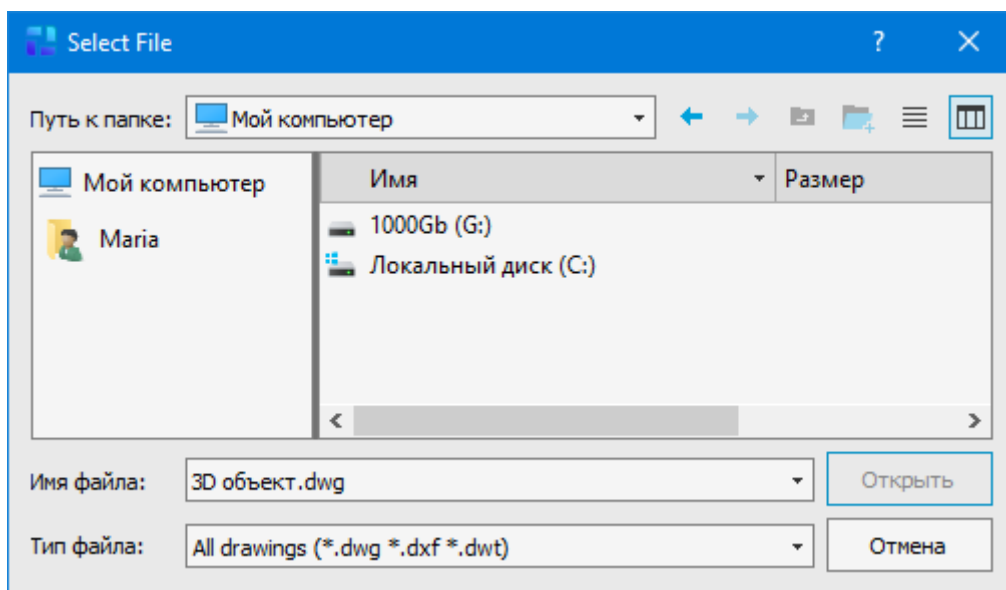 Select File
Путь к папке: Мой компьютер
Мой компьютер
Maria
Имя Размер
1000Gb (G:)
Локальный диск (C:)
Имя файла: 3D объект.dwg Открыть
Тип файла: All drawings (*.dwg *.dxf *.dwt) Отмена